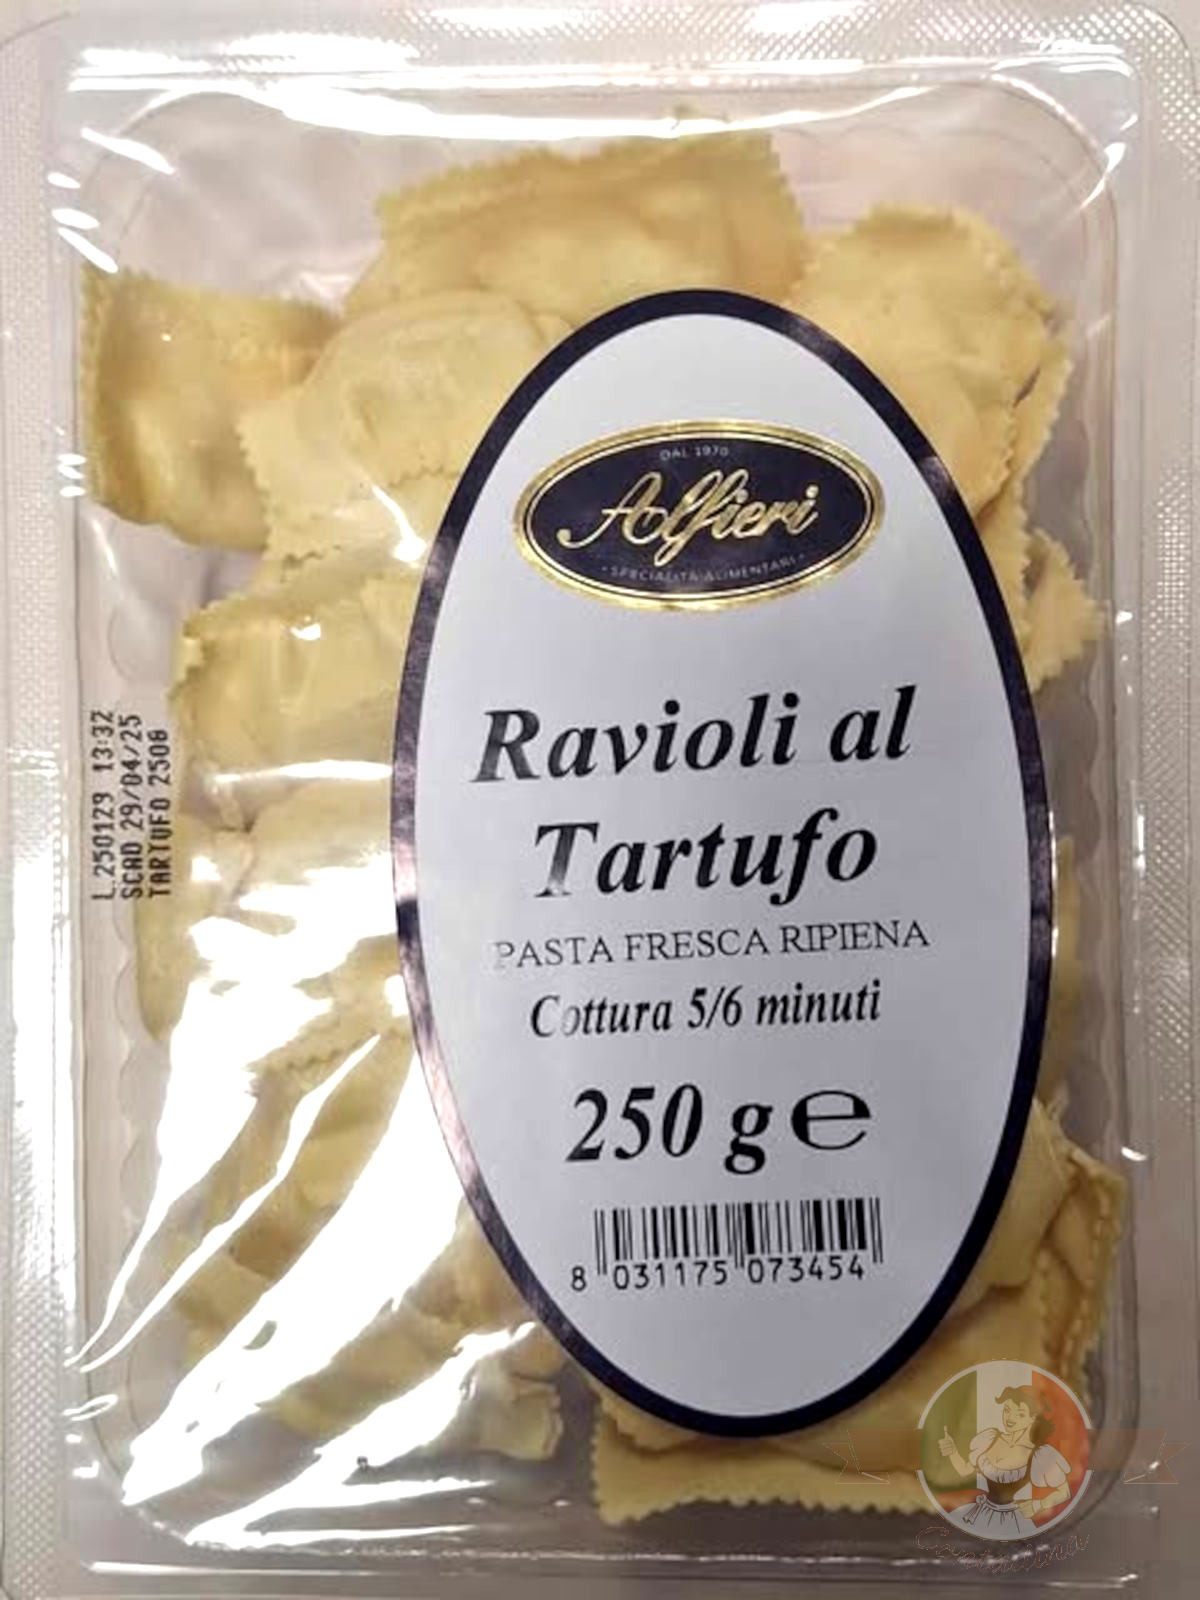 DAL 1970
Alfieri
• SPECIALITÀ ALIMENTARI •
Ravioli al
Tartufo
PASTA FRESCA RIPIENA
Cottura 5/6 minuti
250 g ℮
8 031175 073454
L.250129 13:32
SCAD 29/04/25
TARTUFO 2508
Contadina